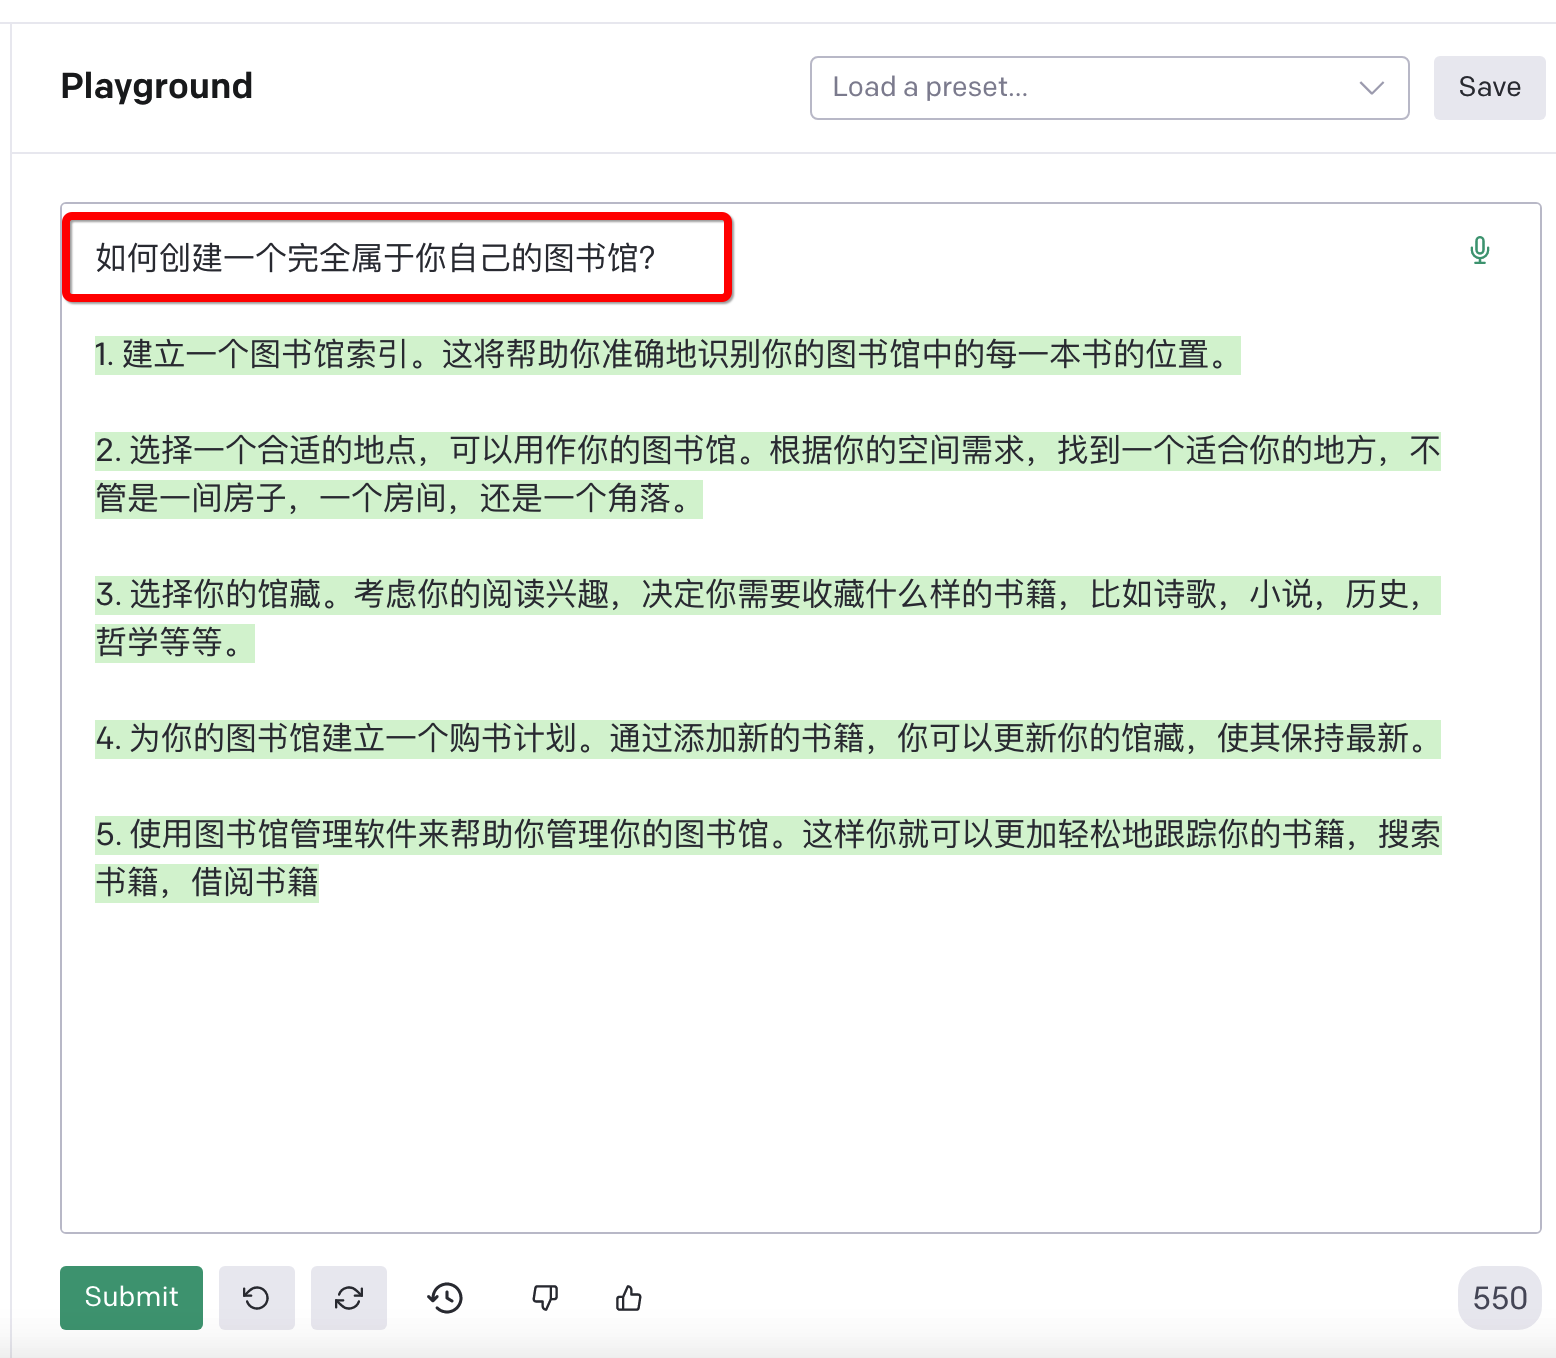 Playground
Load a preset...
Save
如何创建一个完全属于你自己的图书馆?
1. 建立一个图书馆索引。这将帮助你准确地识别你的图书馆中的每一本书的位置。
2. 选择一个合适的地点，可以用作你的图书馆。根据你的空间需求，找到一个适合你的地方，不
管是一间房子，一个房间，还是一个角落。
3. 选择你的馆藏。考虑你的阅读兴趣，决定你需要收藏什么样的书籍，比如诗歌，小说，历史，
哲学等等。
4. 为你的图书馆建立一个购书计划。通过添加新的书籍，你可以更新你的馆藏，使其保持最新。
5. 使用图书馆管理软件来帮助你管理你的图书馆。这样你就可以更加轻松地跟踪你的书籍，搜索
书籍，借阅书籍
Submit
550